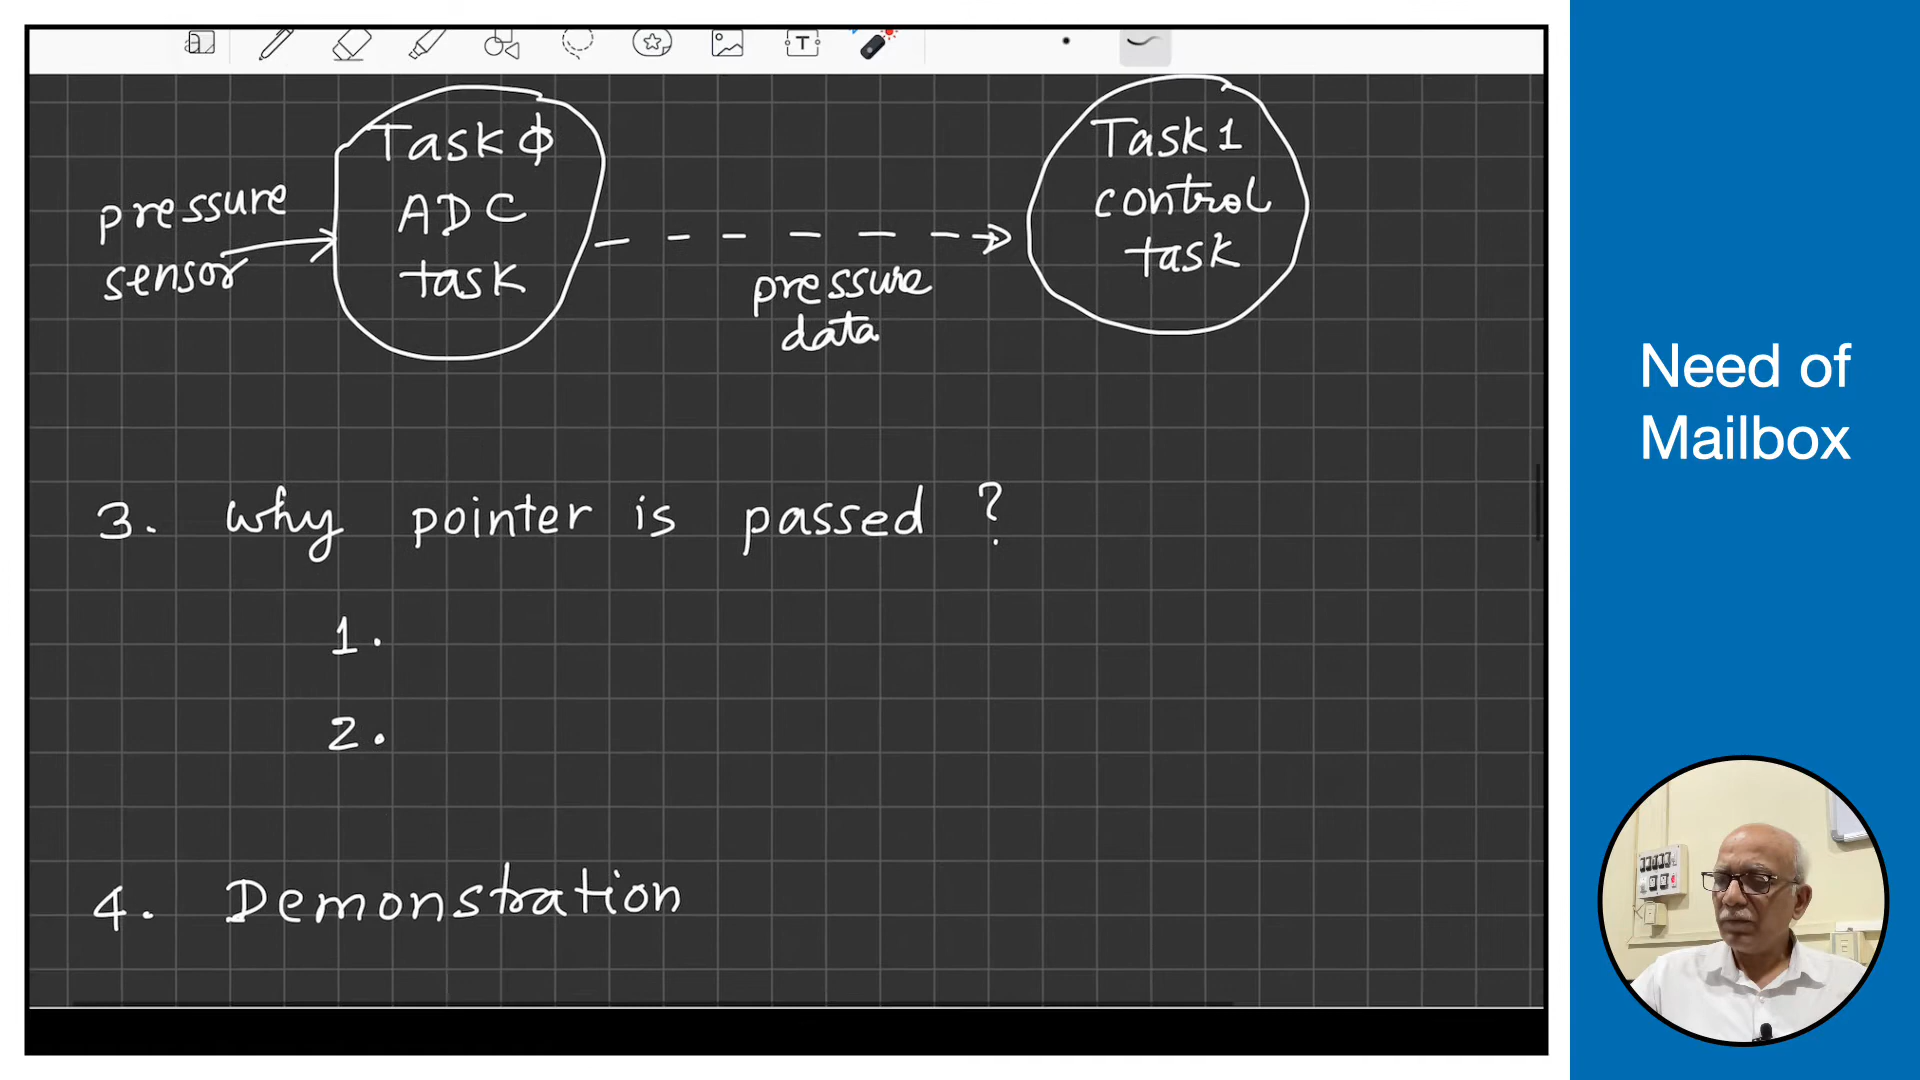 Task 0
ADC
task
pressure
sensor
pressure
data
Task 1
control
task
3. Why pointer is passed ?
1.
2.
4. Demonstration
Need of
Mailbox